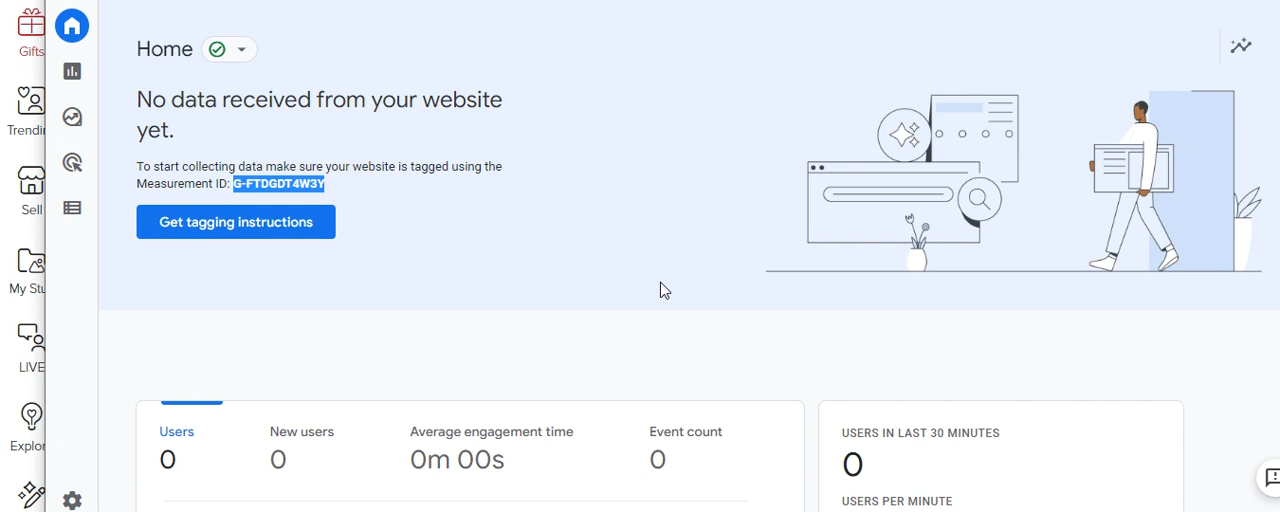 Gifts
Trendin
Sell
My Stu
LIVE
Explor
Home
No data received from your website
yet.
To start collecting data make sure your website is tagged using the
Measurement ID: G-FTDGDT4W3Y
Get tagging instructions
Users
0
New users
0
Average engagement time
0m 00s
Event count
0
USERS IN LAST 30 MINUTES
0
USERS PER MINUTE